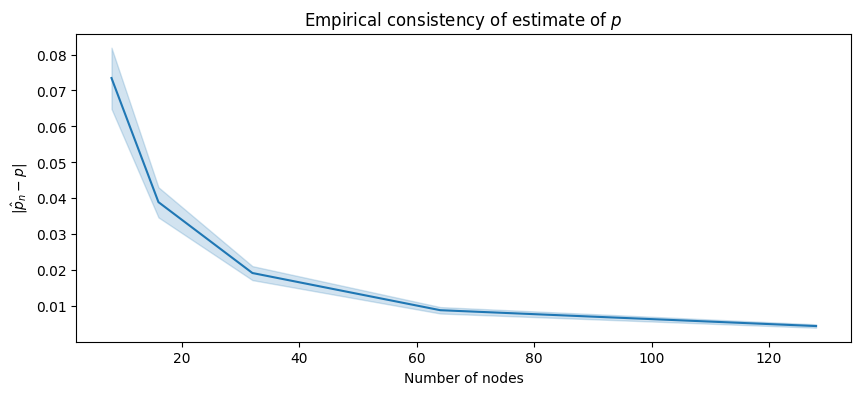 Empirical consistency of estimate of p
0.08
0.07
0.06
0.05
0.04
0.03
0.02
0.01
|p̂ₙ − p|
20 40 60 80 100 120
Number of nodes